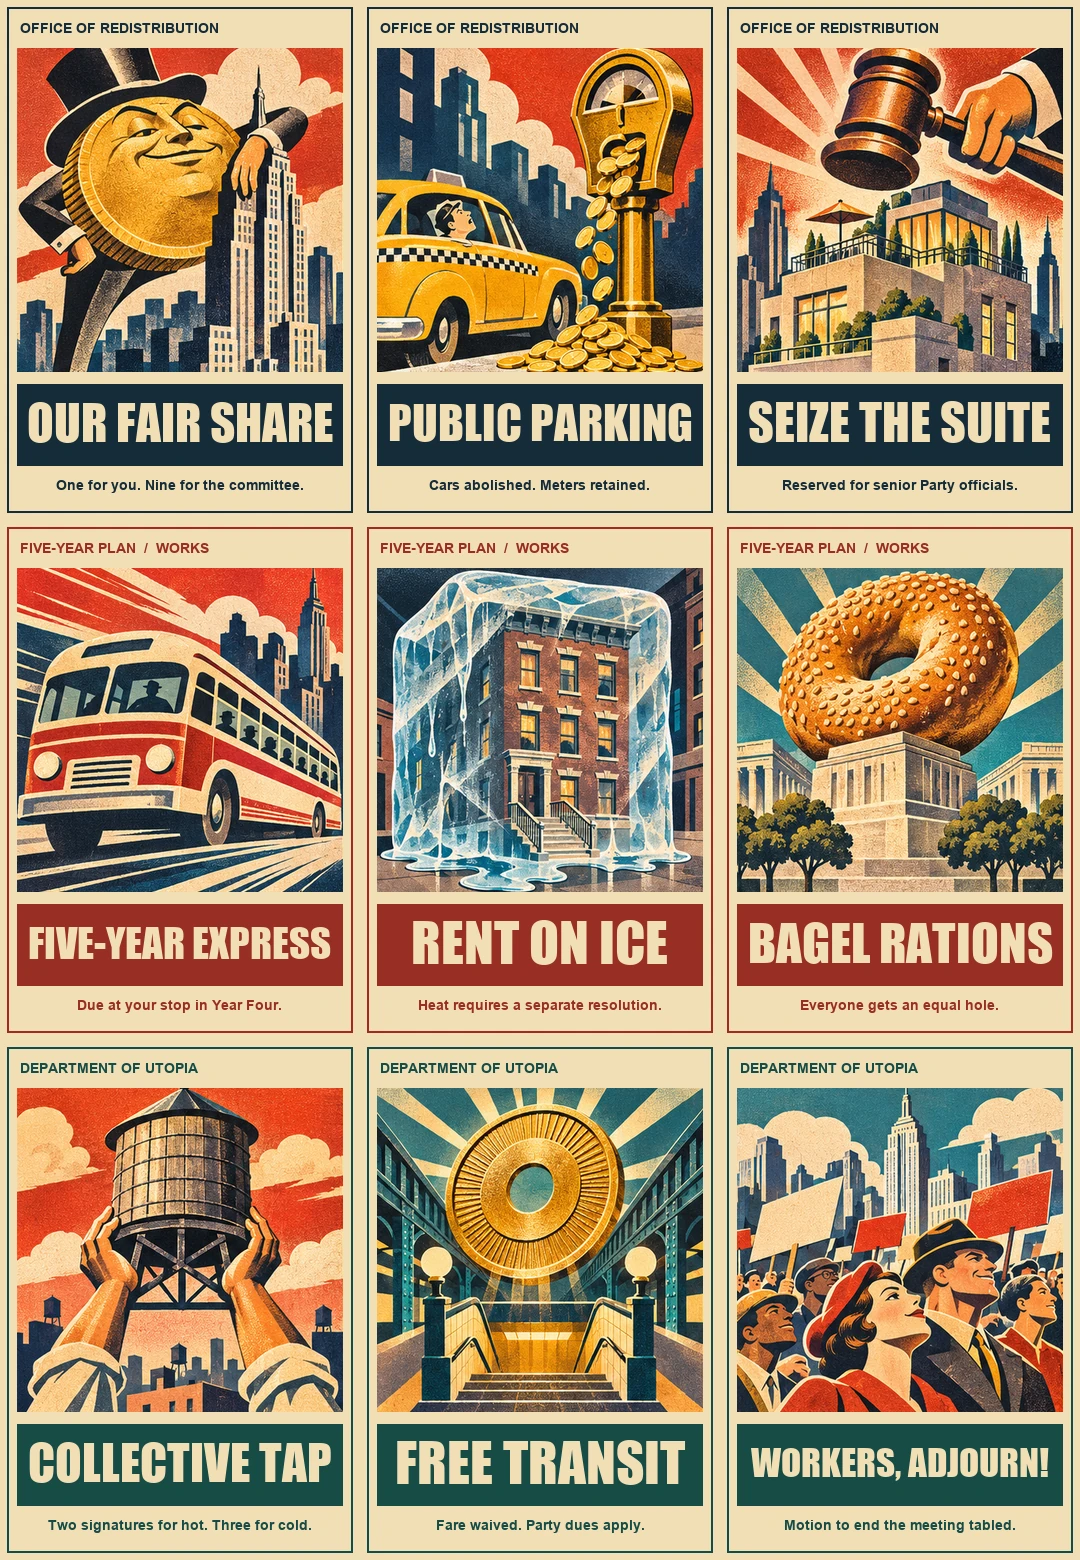 OFFICE OF REDISTRIBUTION
OUR FAIR SHARE
One for you. Nine for the committee.
OFFICE OF REDISTRIBUTION
PUBLIC PARKING
Cars abolished. Meters retained.
OFFICE OF REDISTRIBUTION
SEIZE THE SUITE
Reserved for senior Party officials.
FIVE-YEAR PLAN / WORKS
FIVE-YEAR EXPRESS
Due at your stop in Year Four.
FIVE-YEAR PLAN / WORKS
RENT ON ICE
Heat requires a separate resolution.
FIVE-YEAR PLAN / WORKS
BAGEL RATIONS
Everyone gets an equal hole.
DEPARTMENT OF UTOPIA
COLLECTIVE TAP
Two signatures for hot. Three for cold.
DEPARTMENT OF UTOPIA
FREE TRANSIT
Fare waived. Party dues apply.
DEPARTMENT OF UTOPIA
WORKERS, ADJOURN!
Motion to end the meeting tabled.